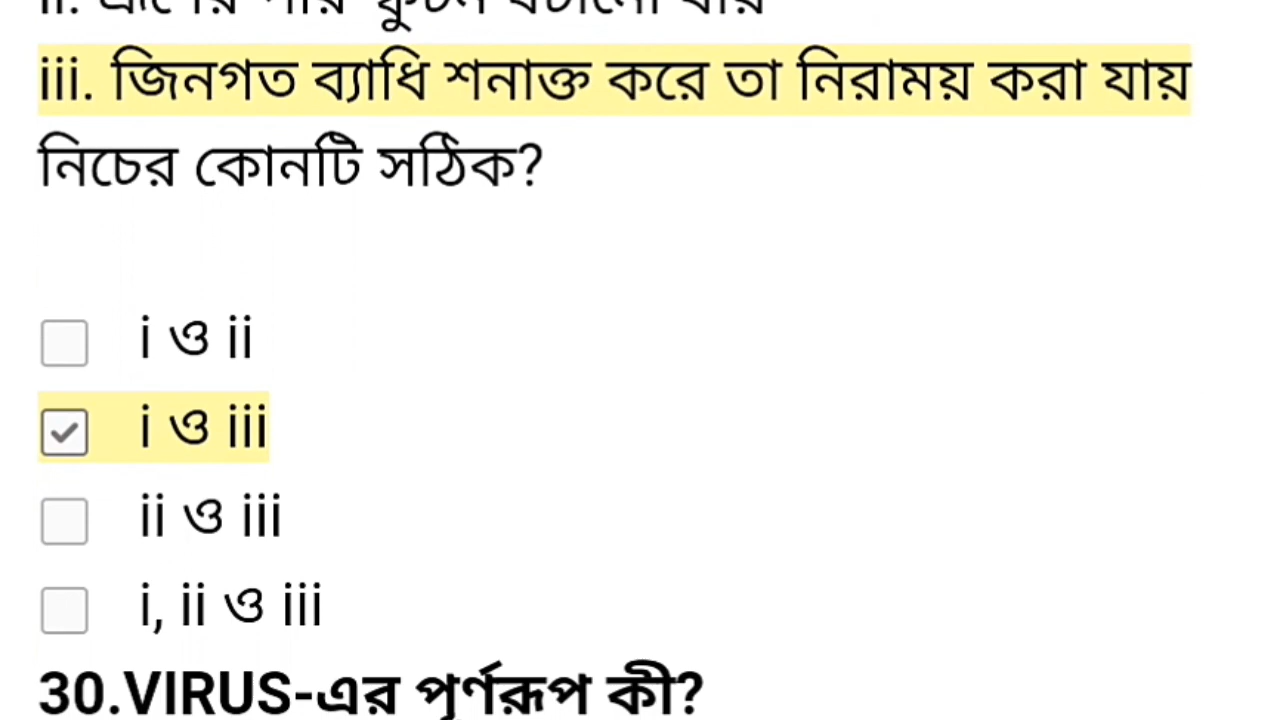 iii. জিনগত ব্যাধি শনাক্ত করে তা নিরাময় করা যায়
নিচের কোনটি সঠিক?
i ও ii
i ও iii
ii ও iii
i, ii ও iii
30.VIRUS-এর পূর্ণরূপ কী?